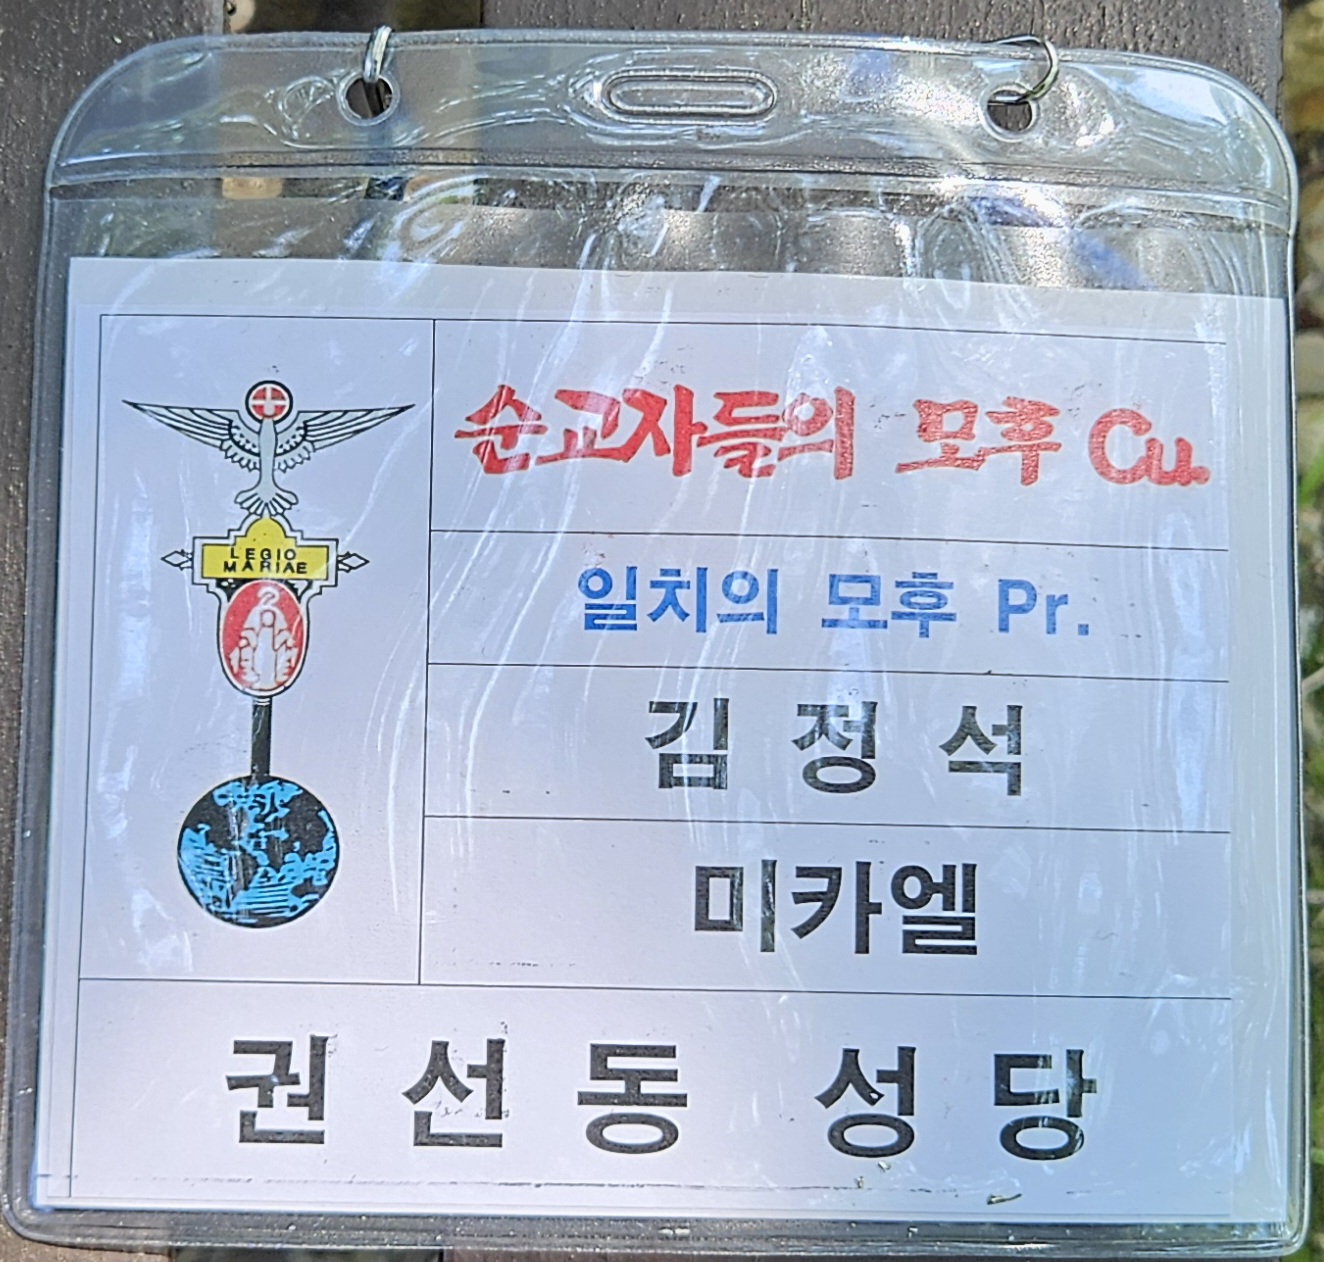 순교자들의 모후 Cu.
LEGIO
MARIAE
일치의 모후 Pr.
김 정 석
미카엘
권 선 동 성 당